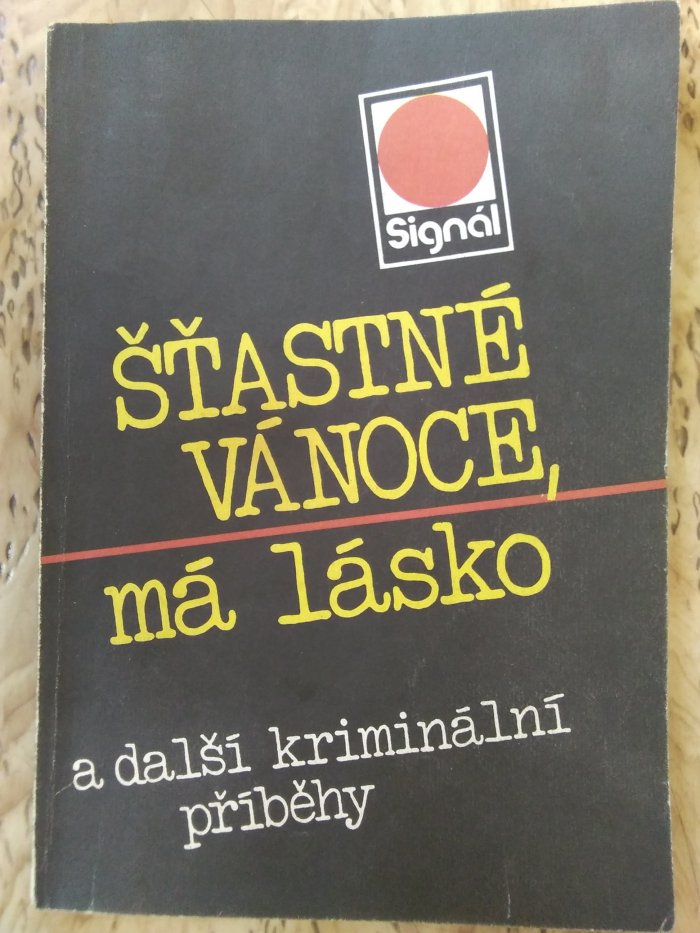 Signál
ŠŤASTNÉ
VÁNOCE,
má lásko
a další kriminální
příběhy